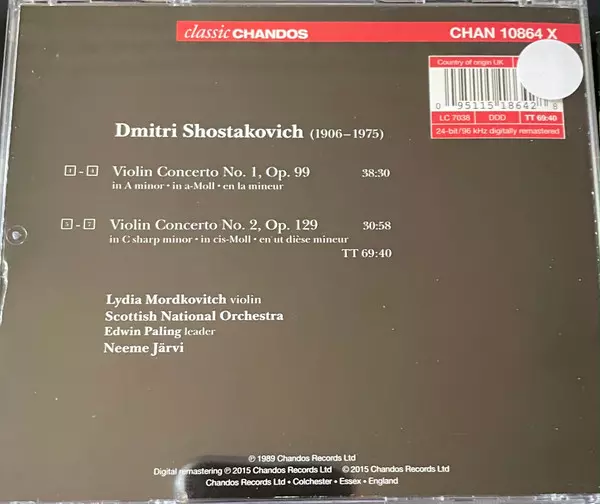 classic CHANDOS CHAN 10864 X
Country of origin UK
0 95115 18642 8
LC 7038 DDD TT 69:40
24-bit/96 kHz digitally remastered
Dmitri Shostakovich (1906–1975)
1 - 4 Violin Concerto No. 1, Op. 99 38:30
in A minor · in a-Moll · en la mineur
5 - 7 Violin Concerto No. 2, Op. 129 30:58
in C sharp minor · in cis-Moll · en ut dièse mineur
TT 69:40
Lydia Mordkovitch violin
Scottish National Orchestra
Edwin Paling leader
Neeme Järvi
℗ 1989 Chandos Records Ltd
Digital remastering ℗ 2015 Chandos Records Ltd © 2015 Chandos Records Ltd
Chandos Records Ltd • Colchester • Essex • England